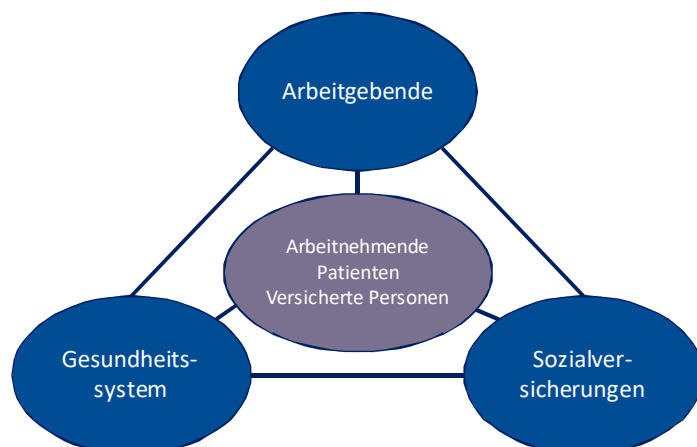 Arbeitgebende
Arbeitnehmende
Patienten
Versicherte Personen
Gesundheits-
system
Sozialver-
sicherungen